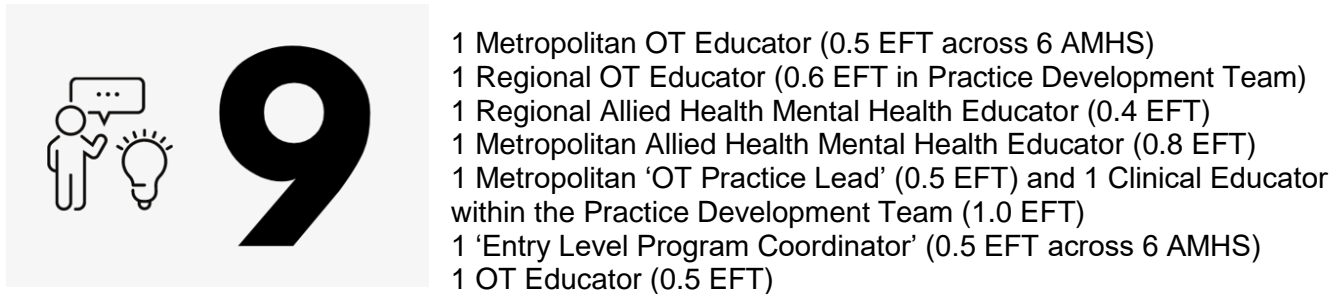 9
1 Metropolitan OT Educator (0.5 EFT across 6 AMHS)
1 Regional OT Educator (0.6 EFT in Practice Development Team)
1 Regional Allied Health Mental Health Educator (0.4 EFT)
1 Metropolitan Allied Health Mental Health Educator (0.8 EFT)
1 Metropolitan ‘OT Practice Lead’ (0.5 EFT) and 1 Clinical Educator
within the Practice Development Team (1.0 EFT)
1 ‘Entry Level Program Coordinator’ (0.5 EFT across 6 AMHS)
1 OT Educator (0.5 EFT)